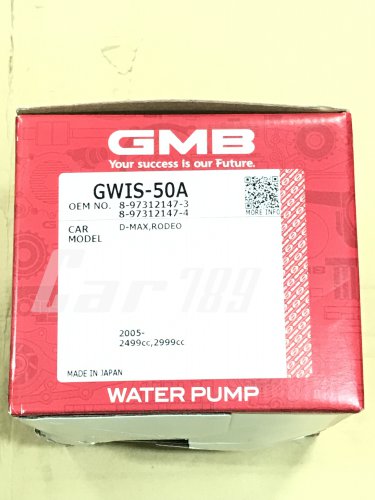 GMB
Your success is our Future.
GWIS-50A
OEM NO. 8-97312147-3
8-97312147-4
MORE INFO
CAR MODEL D-MAX,RODEO
Car 789
2005-
2499cc,2999cc
MADE IN JAPAN
WATER PUMP